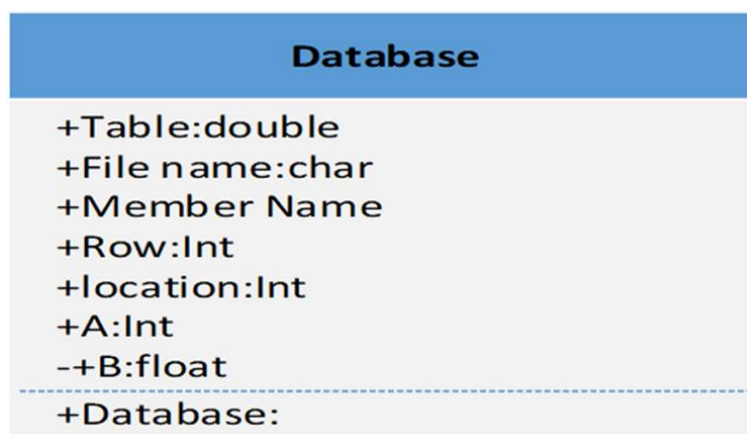 Database
+Table:double
+File name:char
+Member Name
+Row:Int
+location:Int
+A:Int
-+B:float
+Database: